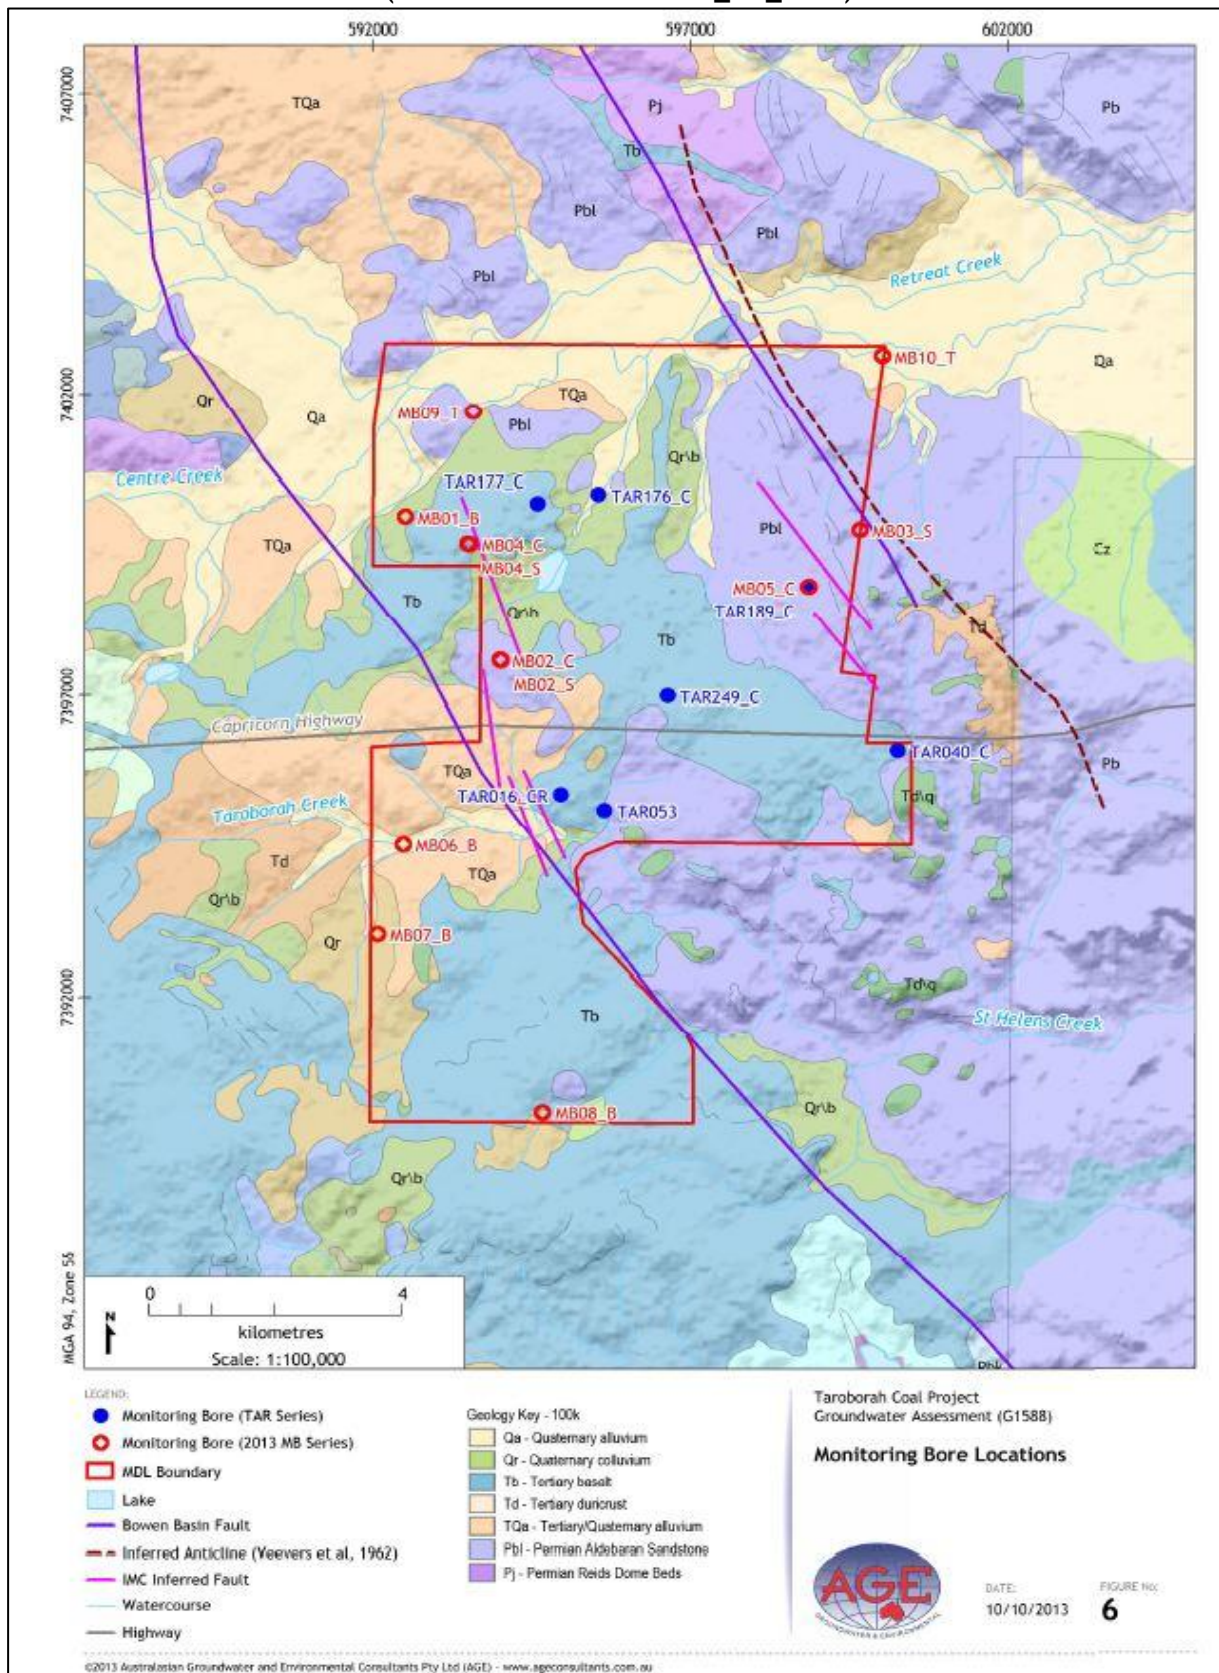 592000
597000
602000
7407000
7402000
7397000
7392000
MGA 94, Zone 56
TQa
Pj
Tb
Pb
Pbl
Pbl
Pbl
Retreat Creek
Qa
MB10_T
Qr
Qa
MB09_T
TQa
Pbl
Qr\b
Centre Creek
TAR177_C
TAR176_C
MB01_B
MB04_C
MB04_S
TQa
Pbl
MB03_S
Cz
MB05_C
TAR189_C
Tb
Qr\b
Tb
Td
MB02_C
MB02_S
TAR249_C
Capricorn Highway
TAR040_C
Pb
TQa
Taroborah Creek
TAR016_CR
TAR053
Td\q
MB06_B
Td
TQa
Qr\b
Qr
MB07_B
Td\q
Tb
St Helens Creek
MB08_B
Qr\b
Qr\b
0
4
N
kilometres
Scale: 1:100,000
LEGEND:
Monitoring Bore (TAR Series)
Monitoring Bore (2013 MB Series)
MDL Boundary
Lake
Bowen Basin Fault
Inferred Anticline (Veevers et al, 1962)
IMC Inferred Fault
Watercourse
Highway
Geology Key - 100k
Qa - Quaternary alluvium
Qr - Quaternary colluvium
Tb - Tertiary basalt
Td - Tertiary duricrust
TQa - Tertiary/Quaternary alluvium
Pbl - Permian Aldebaran Sandstone
Pj - Permian Reids Dome Beds
Taroborah Coal Project
Groundwater Assessment (G1588)
Monitoring Bore Locations
AGE
GROUNDWATER & ENVIRONMENTAL
DATE:
10/10/2013
FIGURE No:
6
©2013 Australasian Groundwater and Environmental Consultants Pty Ltd (AGE) - www.ageconsultants.com.au